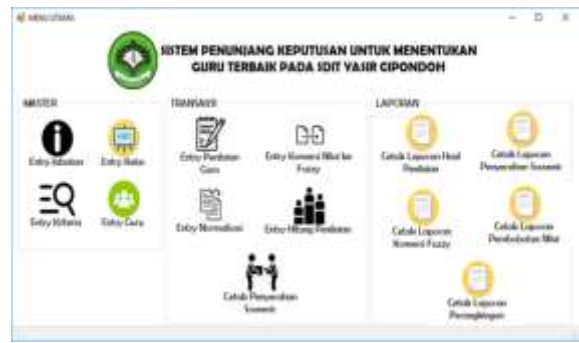 MENU UTAMA
SISTEM PENUNJANG KEPUTUSAN UNTUK MENENTUKAN
GURU TERBAIK PADA SDIT YASIR CIPONDOH
MASTER
Entry Jabatan
Entry Kelas
Entry Kriteria
Entry Guru
TRANSAKSI
Entry Penilaian
Guru
Entry Konversi Nilai ke
Fuzzy
Entry Normalisasi
Entry Hitung Penilaian
Cetak Penyerahan
Souvenir
LAPORAN
Cetak Laporan Hasil
Penilaian
Cetak Laporan
Penyerahan Souvenir
Cetak Laporan
Konversi Fuzzy
Cetak Laporan
Pembobotan Nilai
Cetak Laporan
Perangkingan